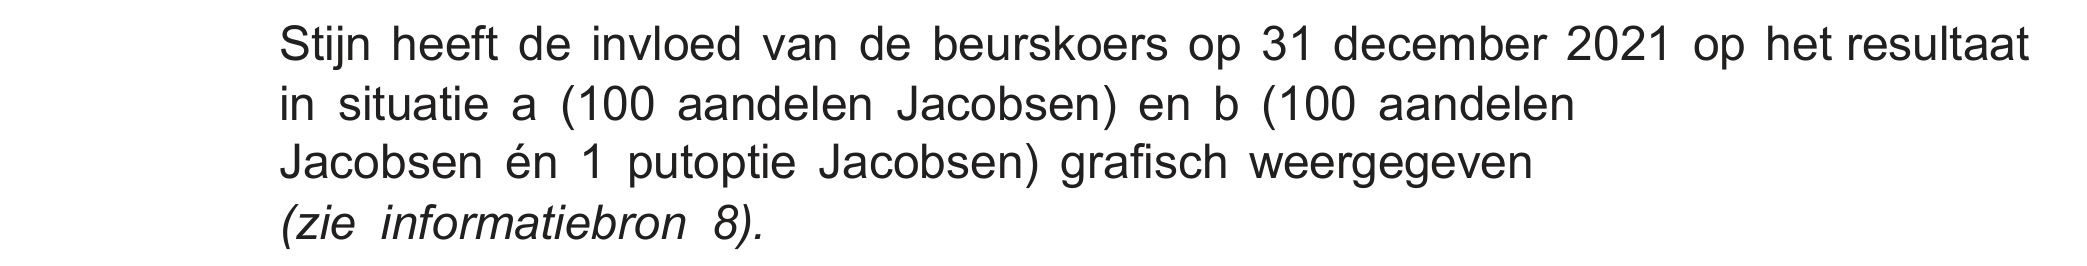 Stijn heeft de invloed van de beurskoers op 31 december 2021 op het resultaat
in situatie a (100 aandelen Jacobsen) en b (100 aandelen
Jacobsen én 1 putoptie Jacobsen) grafisch weergegeven
(zie informatiebron 8).